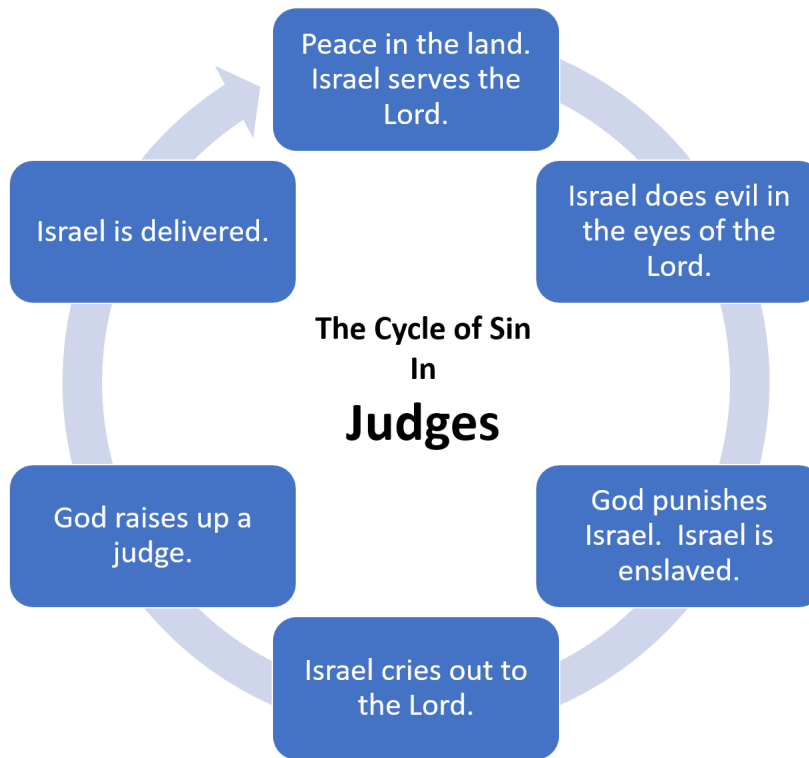 Peace in the land.
Israel serves the
Lord.
Israel does evil in
the eyes of the
Lord.
God punishes
Israel.  Israel is
enslaved.
Israel cries out to
the Lord.
God raises up a
judge.
Israel is delivered.
The Cycle of Sin
In
Judges